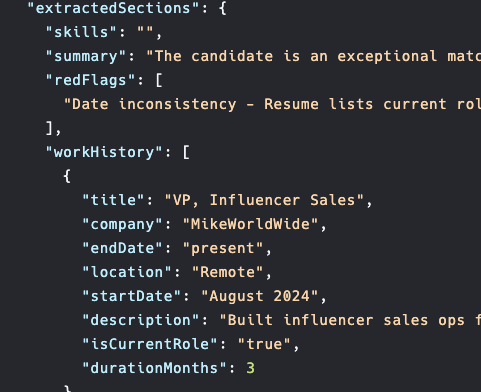 "extractedSections": {
"skills": "",
"summary": "The candidate is an exceptional matc
"redFlags": [
"Date inconsistency - Resume lists current rol
],
"workHistory": [
{
"title": "VP, Influencer Sales",
"company": "MikeWorldWide",
"endDate": "present",
"location": "Remote",
"startDate": "August 2024",
"description": "Built influencer sales ops f
"isCurrentRole": "true",
"durationMonths": 3
}